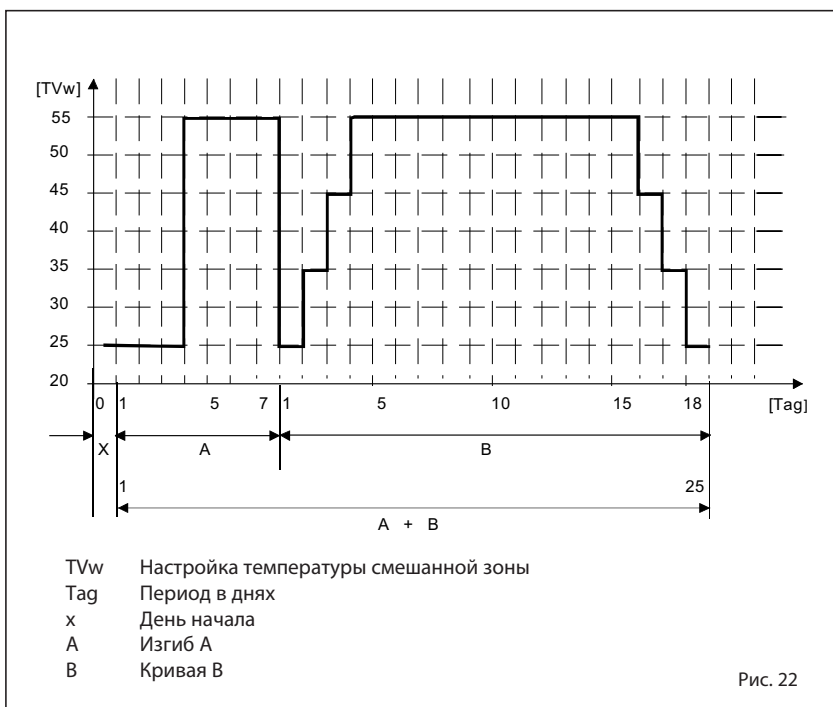 [TVw]
55
50
45
40
35
30
25
20
0 1 5 7 1 5 10 15 18 [Tag]
X A B
1 25
A + B
TVw Настройка температуры смешанной зоны
Tag Период в днях
x День начала
A Изгиб А
B Кривая В
Рис. 22